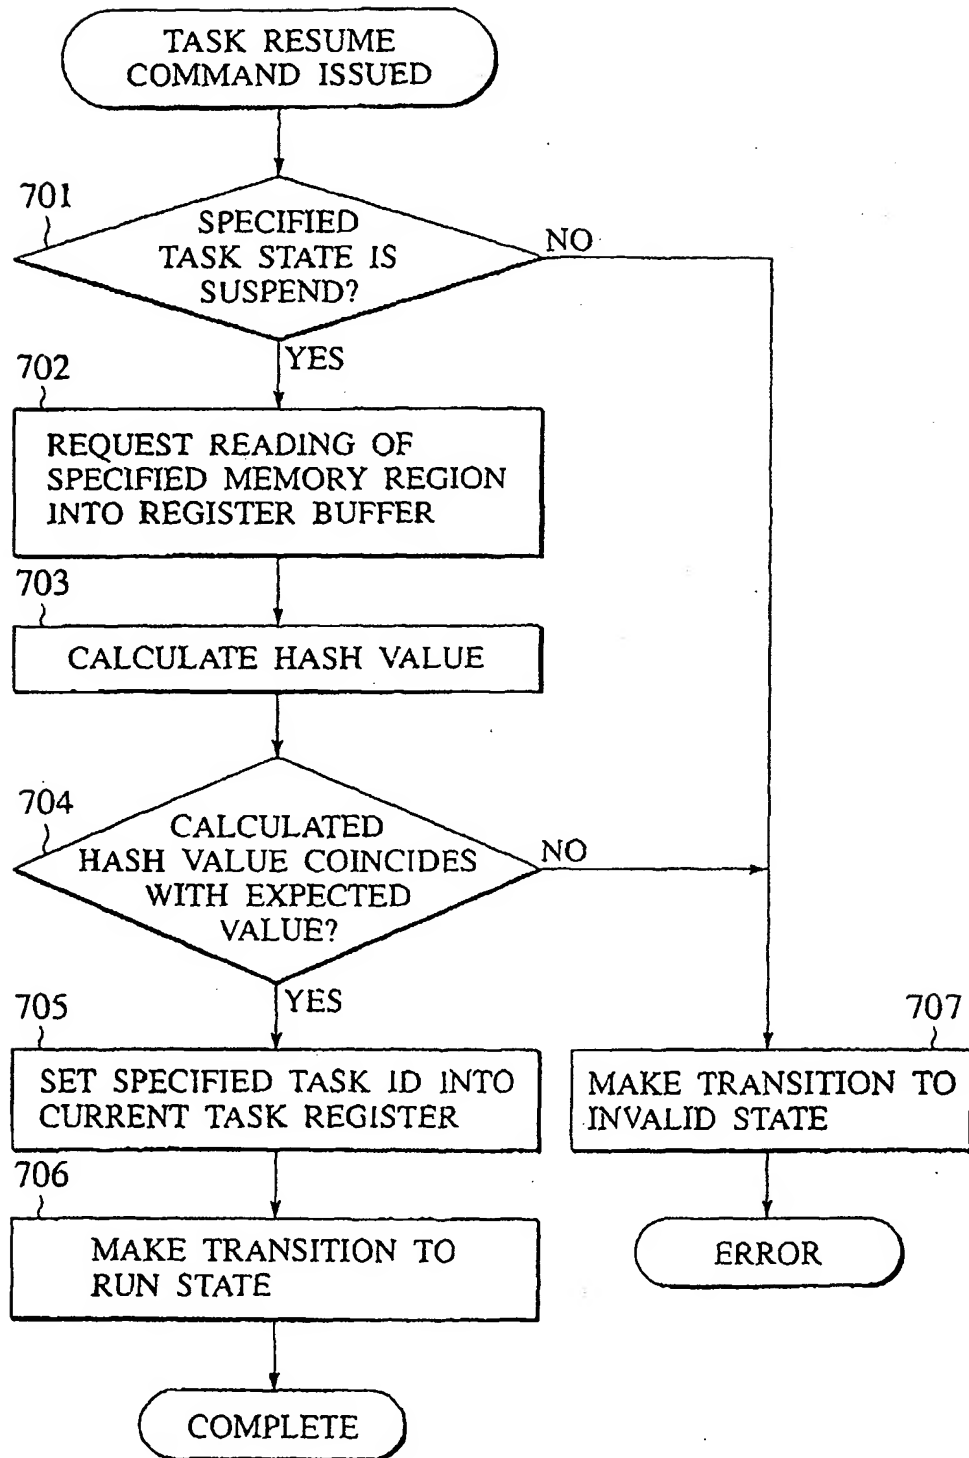 TASK RESUME
COMMAND ISSUED
701
SPECIFIED
TASK STATE IS
SUSPEND?
NO
YES
702
REQUEST READING OF
SPECIFIED MEMORY REGION
INTO REGISTER BUFFER
703
CALCULATE HASH VALUE
704
CALCULATED
HASH VALUE COINCIDES
WITH EXPECTED
VALUE?
NO
YES
705
SET SPECIFIED TASK ID INTO
CURRENT TASK REGISTER
707
MAKE TRANSITION TO
INVALID STATE
706
MAKE TRANSITION TO
RUN STATE
ERROR
COMPLETE